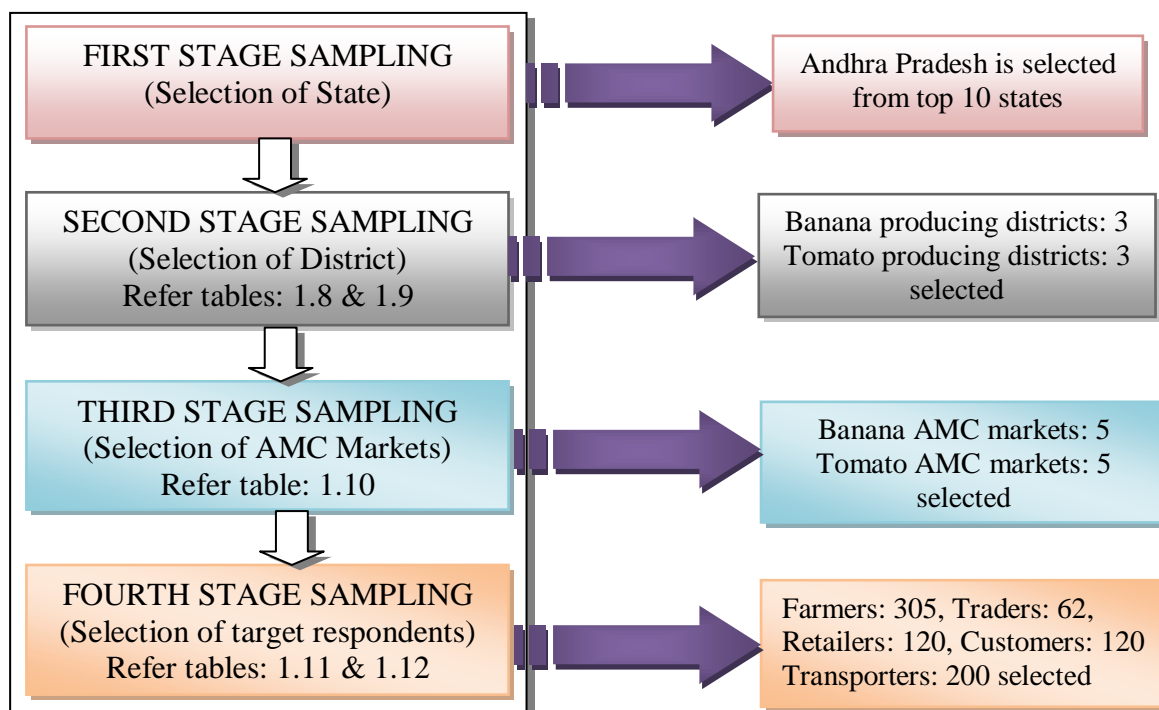 FIRST STAGE SAMPLING
(Selection of State)
Andhra Pradesh is selected
from top 10 states
SECOND STAGE SAMPLING
(Selection of District)
Refer tables: 1.8 & 1.9
Banana producing districts: 3
Tomato producing districts: 3
selected
THIRD STAGE SAMPLING
(Selection of AMC Markets)
Refer table: 1.10
Banana AMC markets: 5
Tomato AMC markets: 5
selected
FOURTH STAGE SAMPLING
(Selection of target respondents)
Refer tables: 1.11 & 1.12
Farmers: 305, Traders: 62,
Retailers: 120, Customers: 120
Transporters: 200 selected